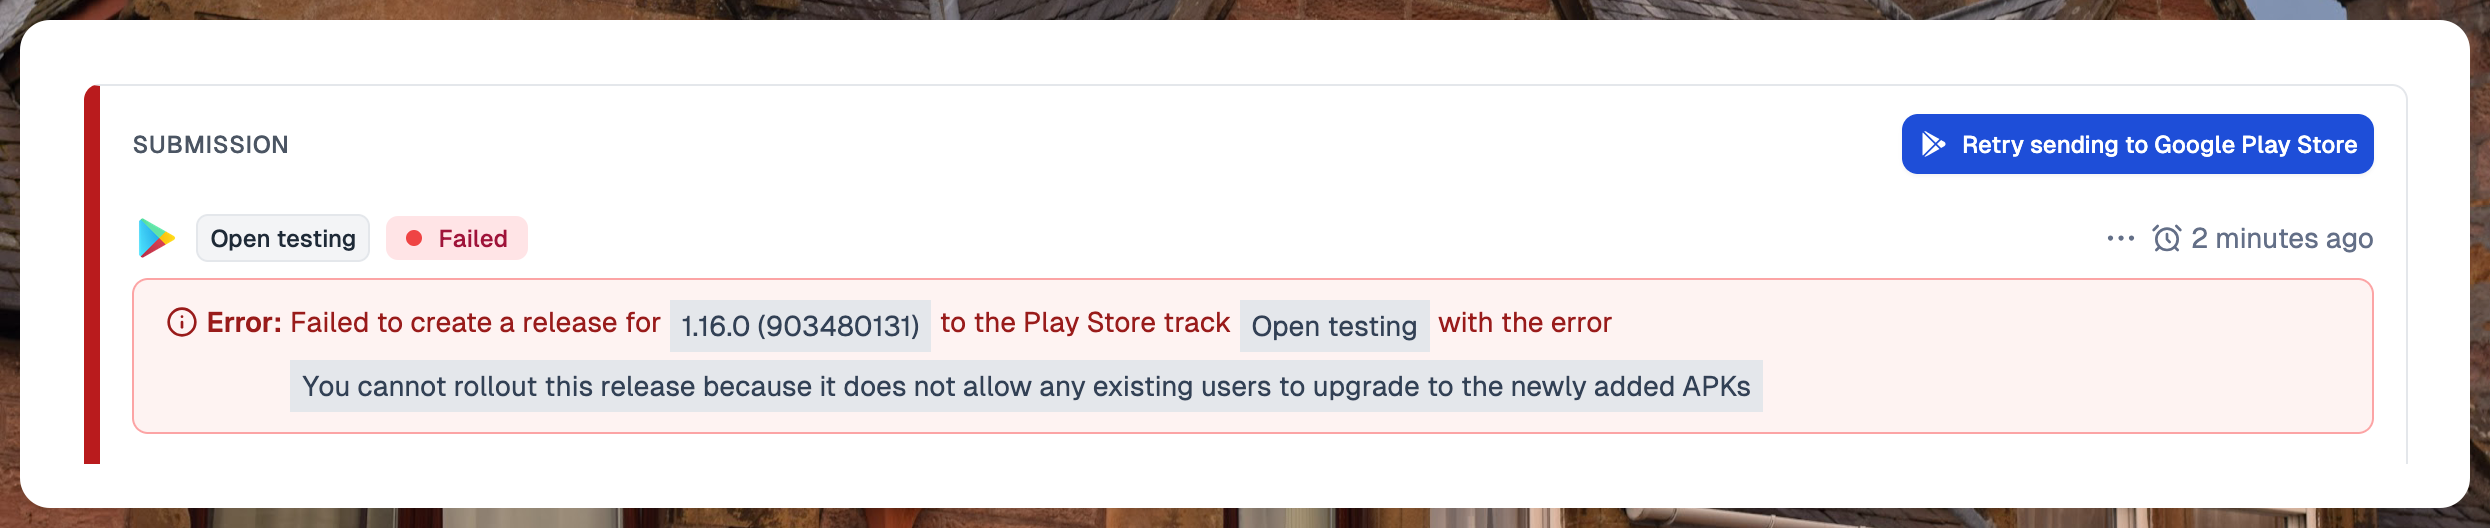 SUBMISSION
Retry sending to Google Play Store
Open testing Failed ··· 2 minutes ago
Error: Failed to create a release for 1.16.0 (903480131) to the Play Store track Open testing with the error
You cannot rollout this release because it does not allow any existing users to upgrade to the newly added APKs